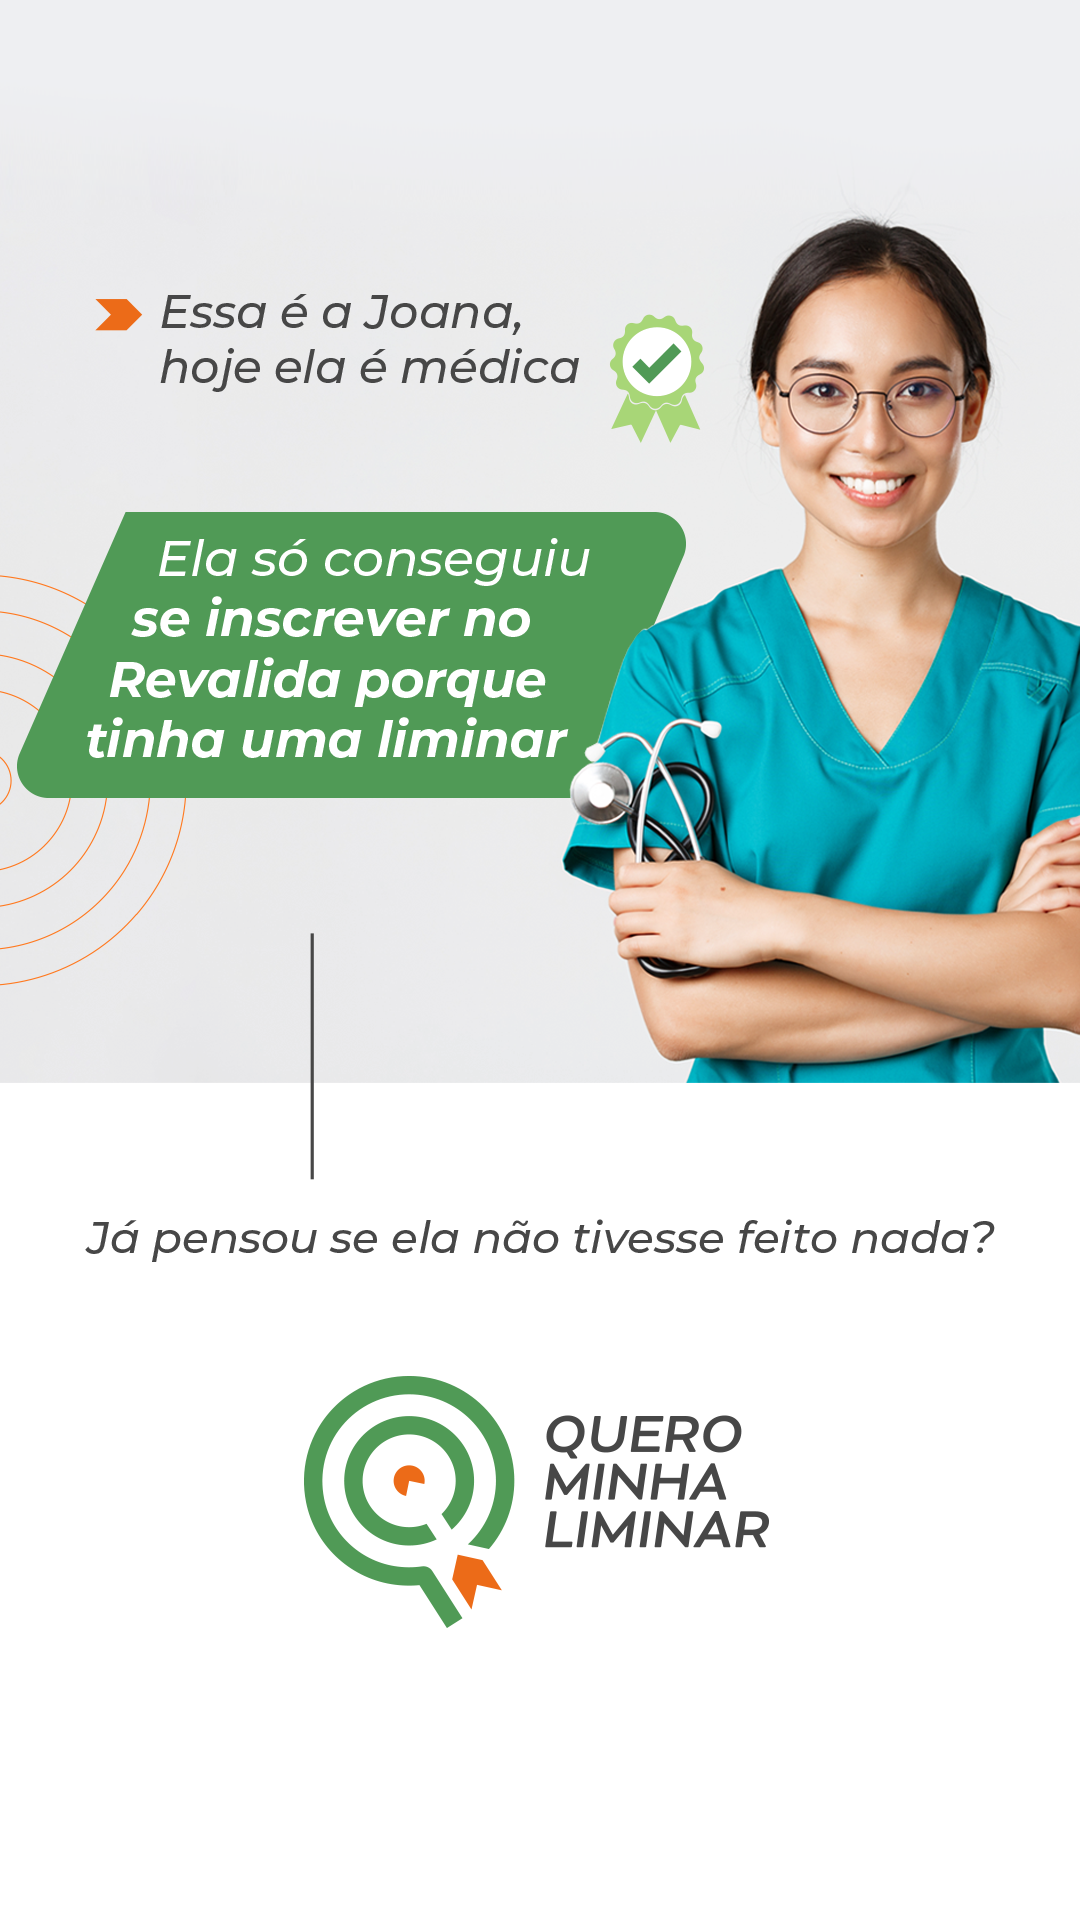 Essa é a Joana,
hoje ela é médica
Ela só conseguiu
se inscrever no
Revalida porque
tinha uma liminar
Já pensou se ela não tivesse feito nada?
QUERO
MINHA
LIMINAR